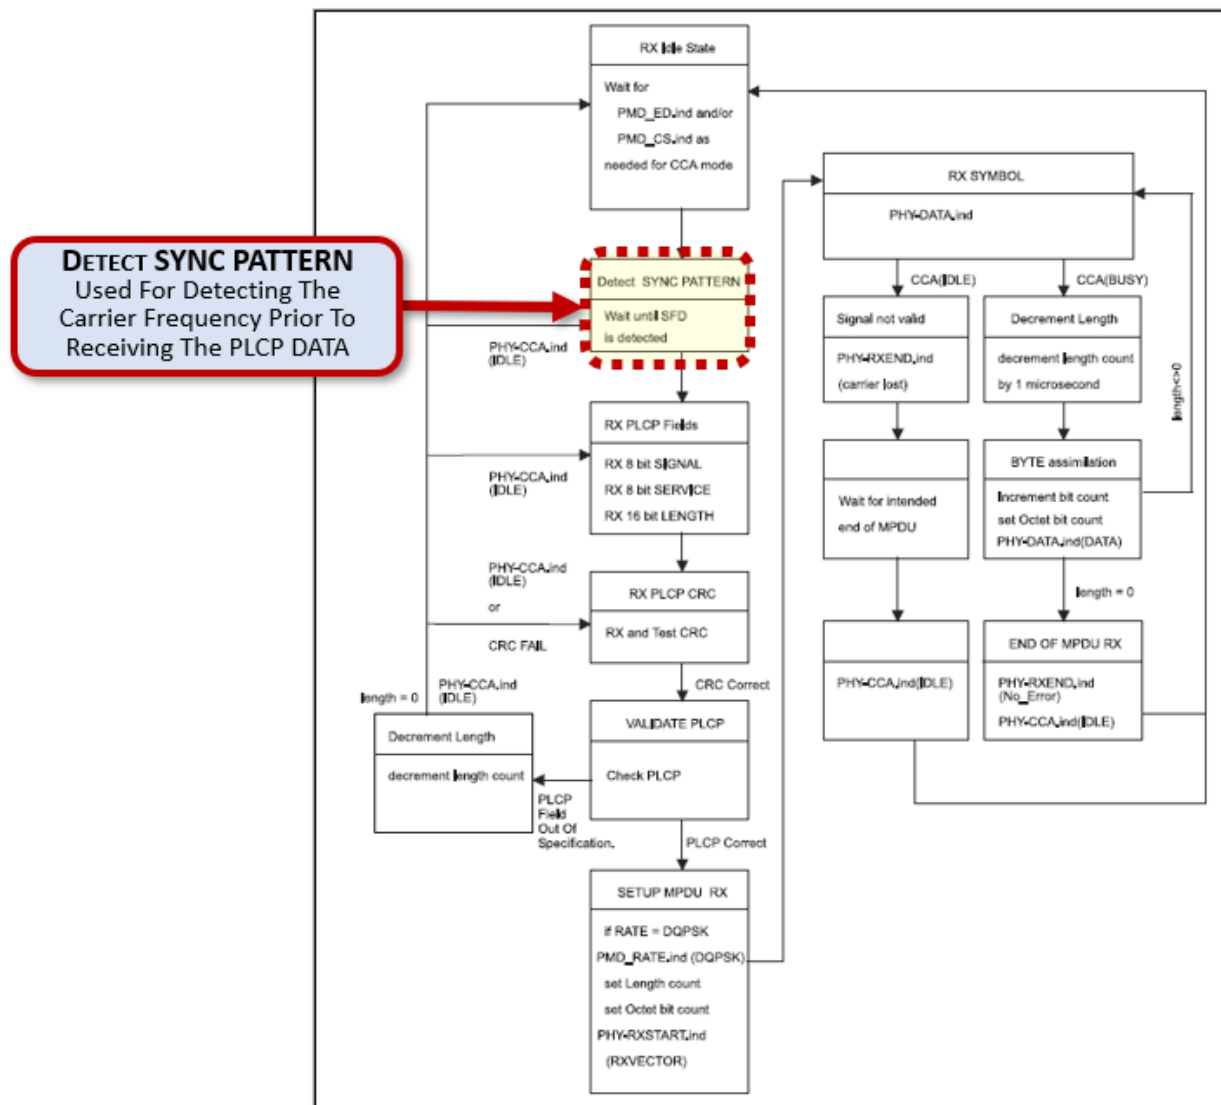 RX Idle State
Wait for
PMD_ED.ind and/or
PMD_CS.ind as
needed for CCA mode
DETECT SYNC PATTERN
Used For Detecting The
Carrier Frequency Prior To
Receiving The PLCP DATA
Detect SYNC PATTERN
Wait until SFD
is detected
PHY-CCA.ind
(IDLE)
RX PLCP Fields
RX 8 bit SIGNAL
RX 8 bit SERVICE
RX 16 bit LENGTH
PHY-CCA.ind
(IDLE)
PHY-CCA.ind
(IDLE)
or
CRC FAIL
RX PLCP CRC
RX and Test CRC
CRC Correct
length = 0
PHY-CCA.ind
(IDLE)
Decrement Length
decrement length count
VALIDATE PLCP
Check PLCP
PLCP
Field
Out Of
Specification.
PLCP Correct
SETUP MPDU RX
if RATE = DQPSK
PMD_RATE.ind (DQPSK)
set Length count
set Octet bit count
PHY-RXSTART.ind
(RXVECTOR)
RX SYMBOL
PHY-DATA.ind
CCA(IDLE)
CCA(BUSY)
Signal not valid
PHY-RXEND.ind
(carrier lost)
Decrement Length
decrement length count
by 1 microsecond
length<>0
Wait for intended
end of MPDU
BYTE assimilation
Increment bit count
set Octet bit count
PHY-DATA.ind(DATA)
length = 0
PHY-CCA.ind(IDLE)
END OF MPDU RX
PHY-RXEND.ind
(No_Error)
PHY-CCA.ind(IDLE)